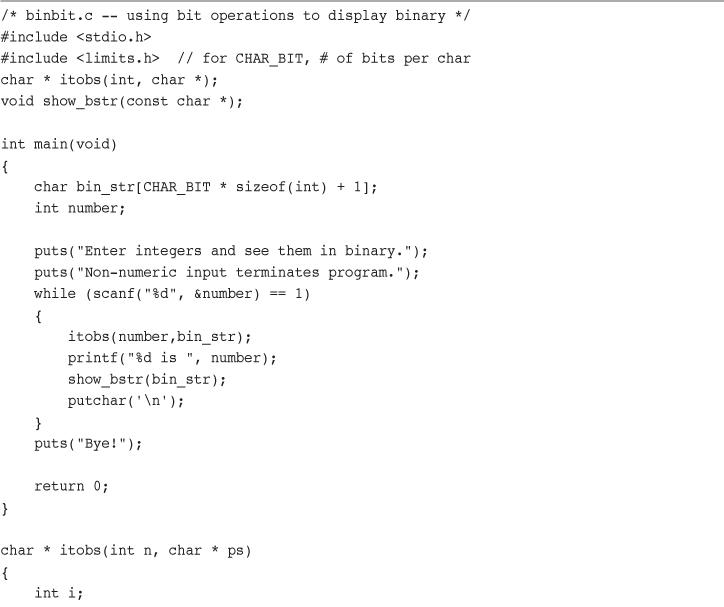 /* binbit.c -- using bit operations to display binary */
#include <stdio.h>
#include <limits.h>  // for CHAR_BIT, # of bits per char
char * itobs(int, char *);
void show_bstr(const char *);

int main(void)
{
    char bin_str[CHAR_BIT * sizeof(int) + 1];
    int number;

    puts("Enter integers and see them in binary.");
    puts("Non-numeric input terminates program.");
    while (scanf("%d", &number) == 1)
    {
        itobs(number,bin_str);
        printf("%d is ", number);
        show_bstr(bin_str);
        putchar('\n');
    }
    puts("Bye!");

    return 0;
}

char * itobs(int n, char * ps)
{
    int i;